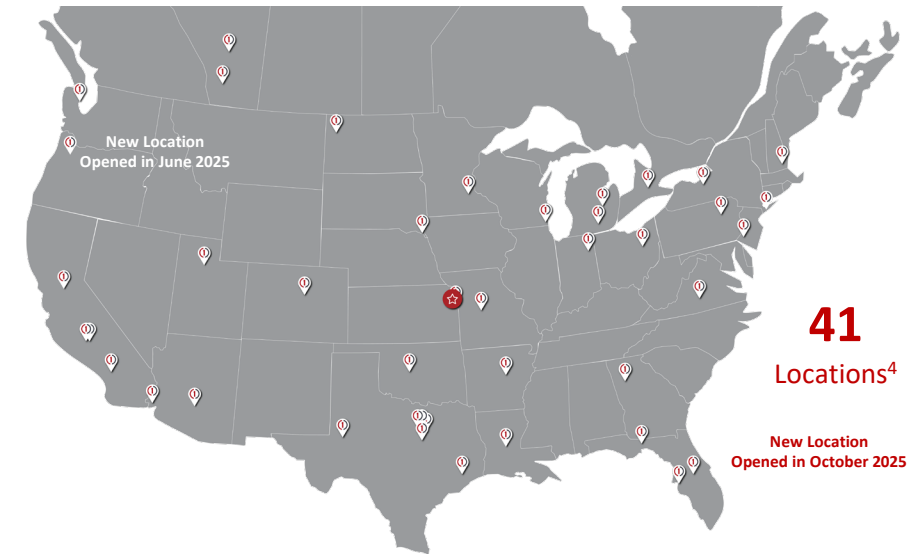 New Location
Opened in June 2025
41
Locations4
New Location
Opened in October 2025